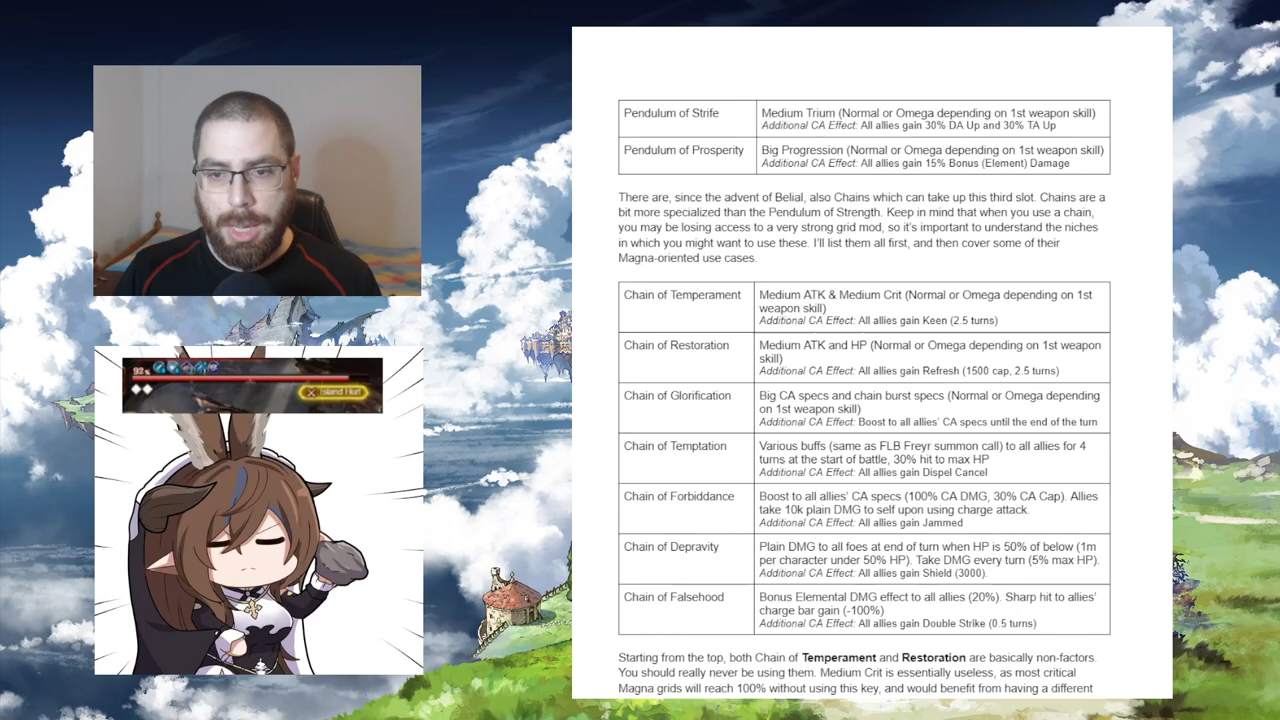 Pendulum of Strife
Medium Trium (Normal or Omega depending on 1st weapon skill)
Additional CA Effect: All allies gain 30% DA Up and 30% TA Up
Pendulum of Prosperity
Big Progression (Normal or Omega depending on 1st weapon skill)
Additional CA Effect: All allies gain 15% Bonus (Element) Damage
There are, since the advent of Belial, also Chains which can take up this third slot. Chains are a
bit more specialized than the Pendulum of Strength. Keep in mind that when you use a chain,
you may be losing access to a very strong grid mod, so it's important to understand the niches
in which you might want to use these. I'll list them all first, and then cover some of their
Magna-oriented use cases.
Chain of Temperament
Medium ATK & Medium Crit (Normal or Omega depending on 1st
weapon skill)
Additional CA Effect: All allies gain Keen (2.5 turns)
Chain of Restoration
Medium ATK and HP (Normal or Omega depending on 1st weapon
skill)
Additional CA Effect: All allies gain Refresh (1500 cap, 2.5 turns)
Chain of Glorification
Big CA specs and chain burst specs (Normal or Omega depending
on 1st weapon skill)
Additional CA Effect: Boost to all allies' CA specs until the end of the turn
Chain of Temptation
Various buffs (same as FLB Freyr summon call) to all allies for 4
turns at the start of battle, 30% hit to max HP
Additional CA Effect: All allies gain Dispel Cancel
Chain of Forbiddance
Boost to all allies' CA specs (100% CA DMG, 30% CA Cap). Allies
take 10k plain DMG to self upon using charge attack.
Additional CA Effect: All allies gain Jammed
Chain of Depravity
Plain DMG to all foes at end of turn when HP is 50% of below (1m
per character under 50% HP). Take DMG every turn (5% max HP).
Additional CA Effect: All allies gain Shield (3000).
Chain of Falsehood
Bonus Elemental DMG effect to all allies (20%). Sharp hit to allies'
charge bar gain (-100%)
Additional CA Effect: All allies gain Double Strike (0.5 turns)
Starting from the top, both Chain of Temperament and Restoration are basically non-factors.
You should really never be using them. Medium Crit is essentially useless, as most critical
Magna grids will reach 100% without using this key, and would benefit from having a different